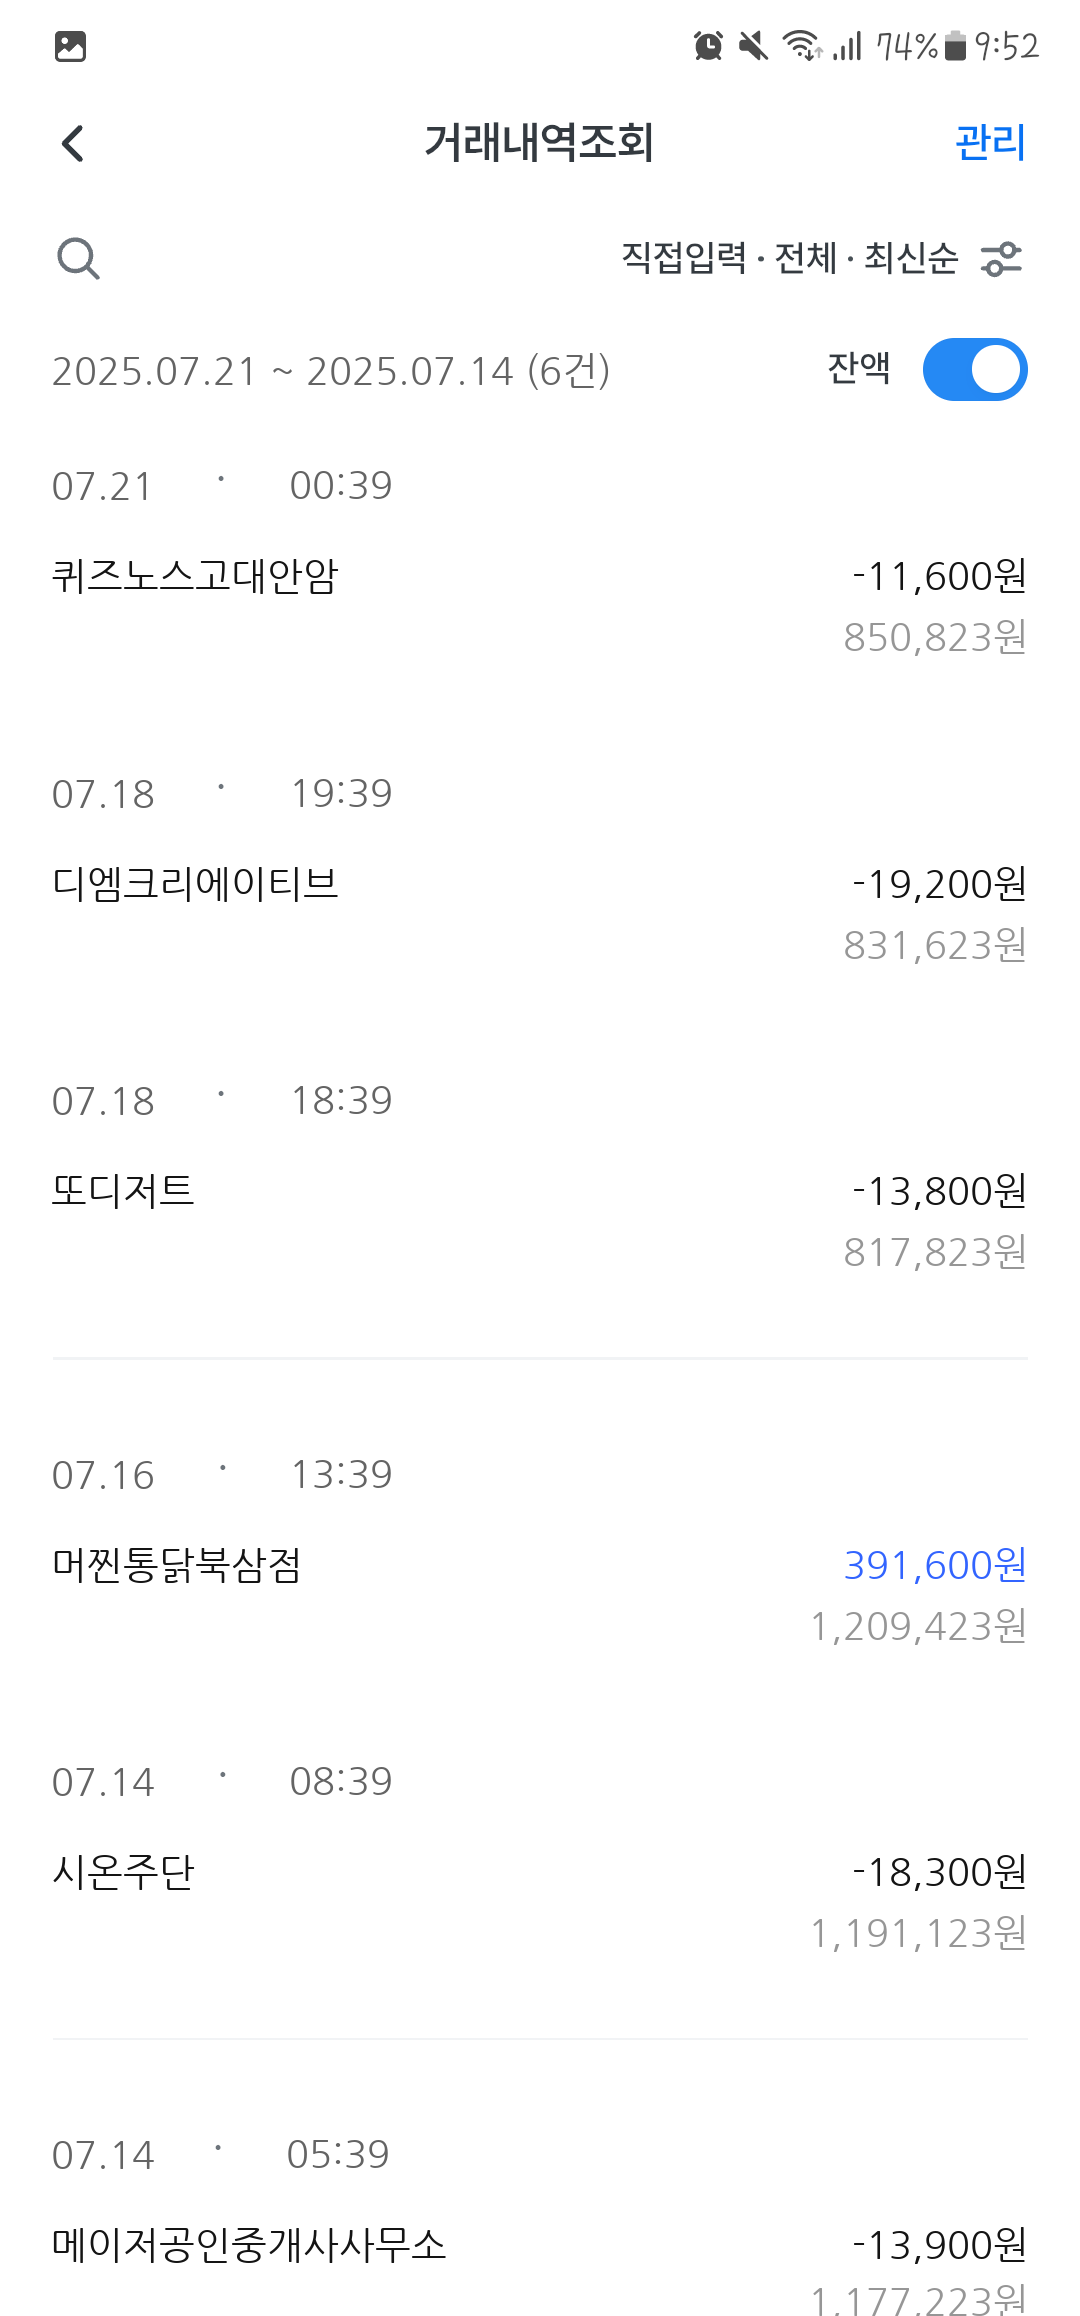 74% 9:52
거래내역조회 관리
직접입력 · 전체 · 최신순
2025.07.21 ~ 2025.07.14 (6건) 잔액
07.21 · 00:39
퀴즈노스고대안암 -11,600원
850,823원
07.18 · 19:39
디엠크리에이티브 -19,200원
831,623원
07.18 · 18:39
또디저트 -13,800원
817,823원
07.16 · 13:39
머찐통닭북삼점 391,600원
1,209,423원
07.14 · 08:39
시온주단 -18,300원
1,191,123원
07.14 · 05:39
메이저공인중개사사무소 -13,900원
1,177,223원